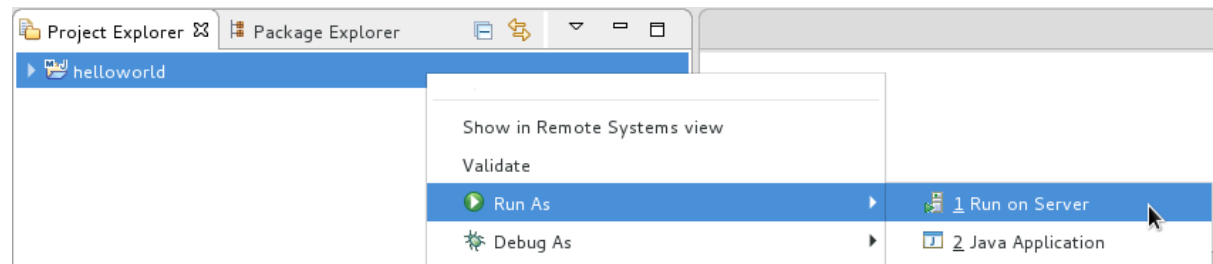 Project Explorer Package Explorer
helloworld
Show in Remote Systems view
Validate
Run As
1 Run on Server
Debug As
2 Java Application